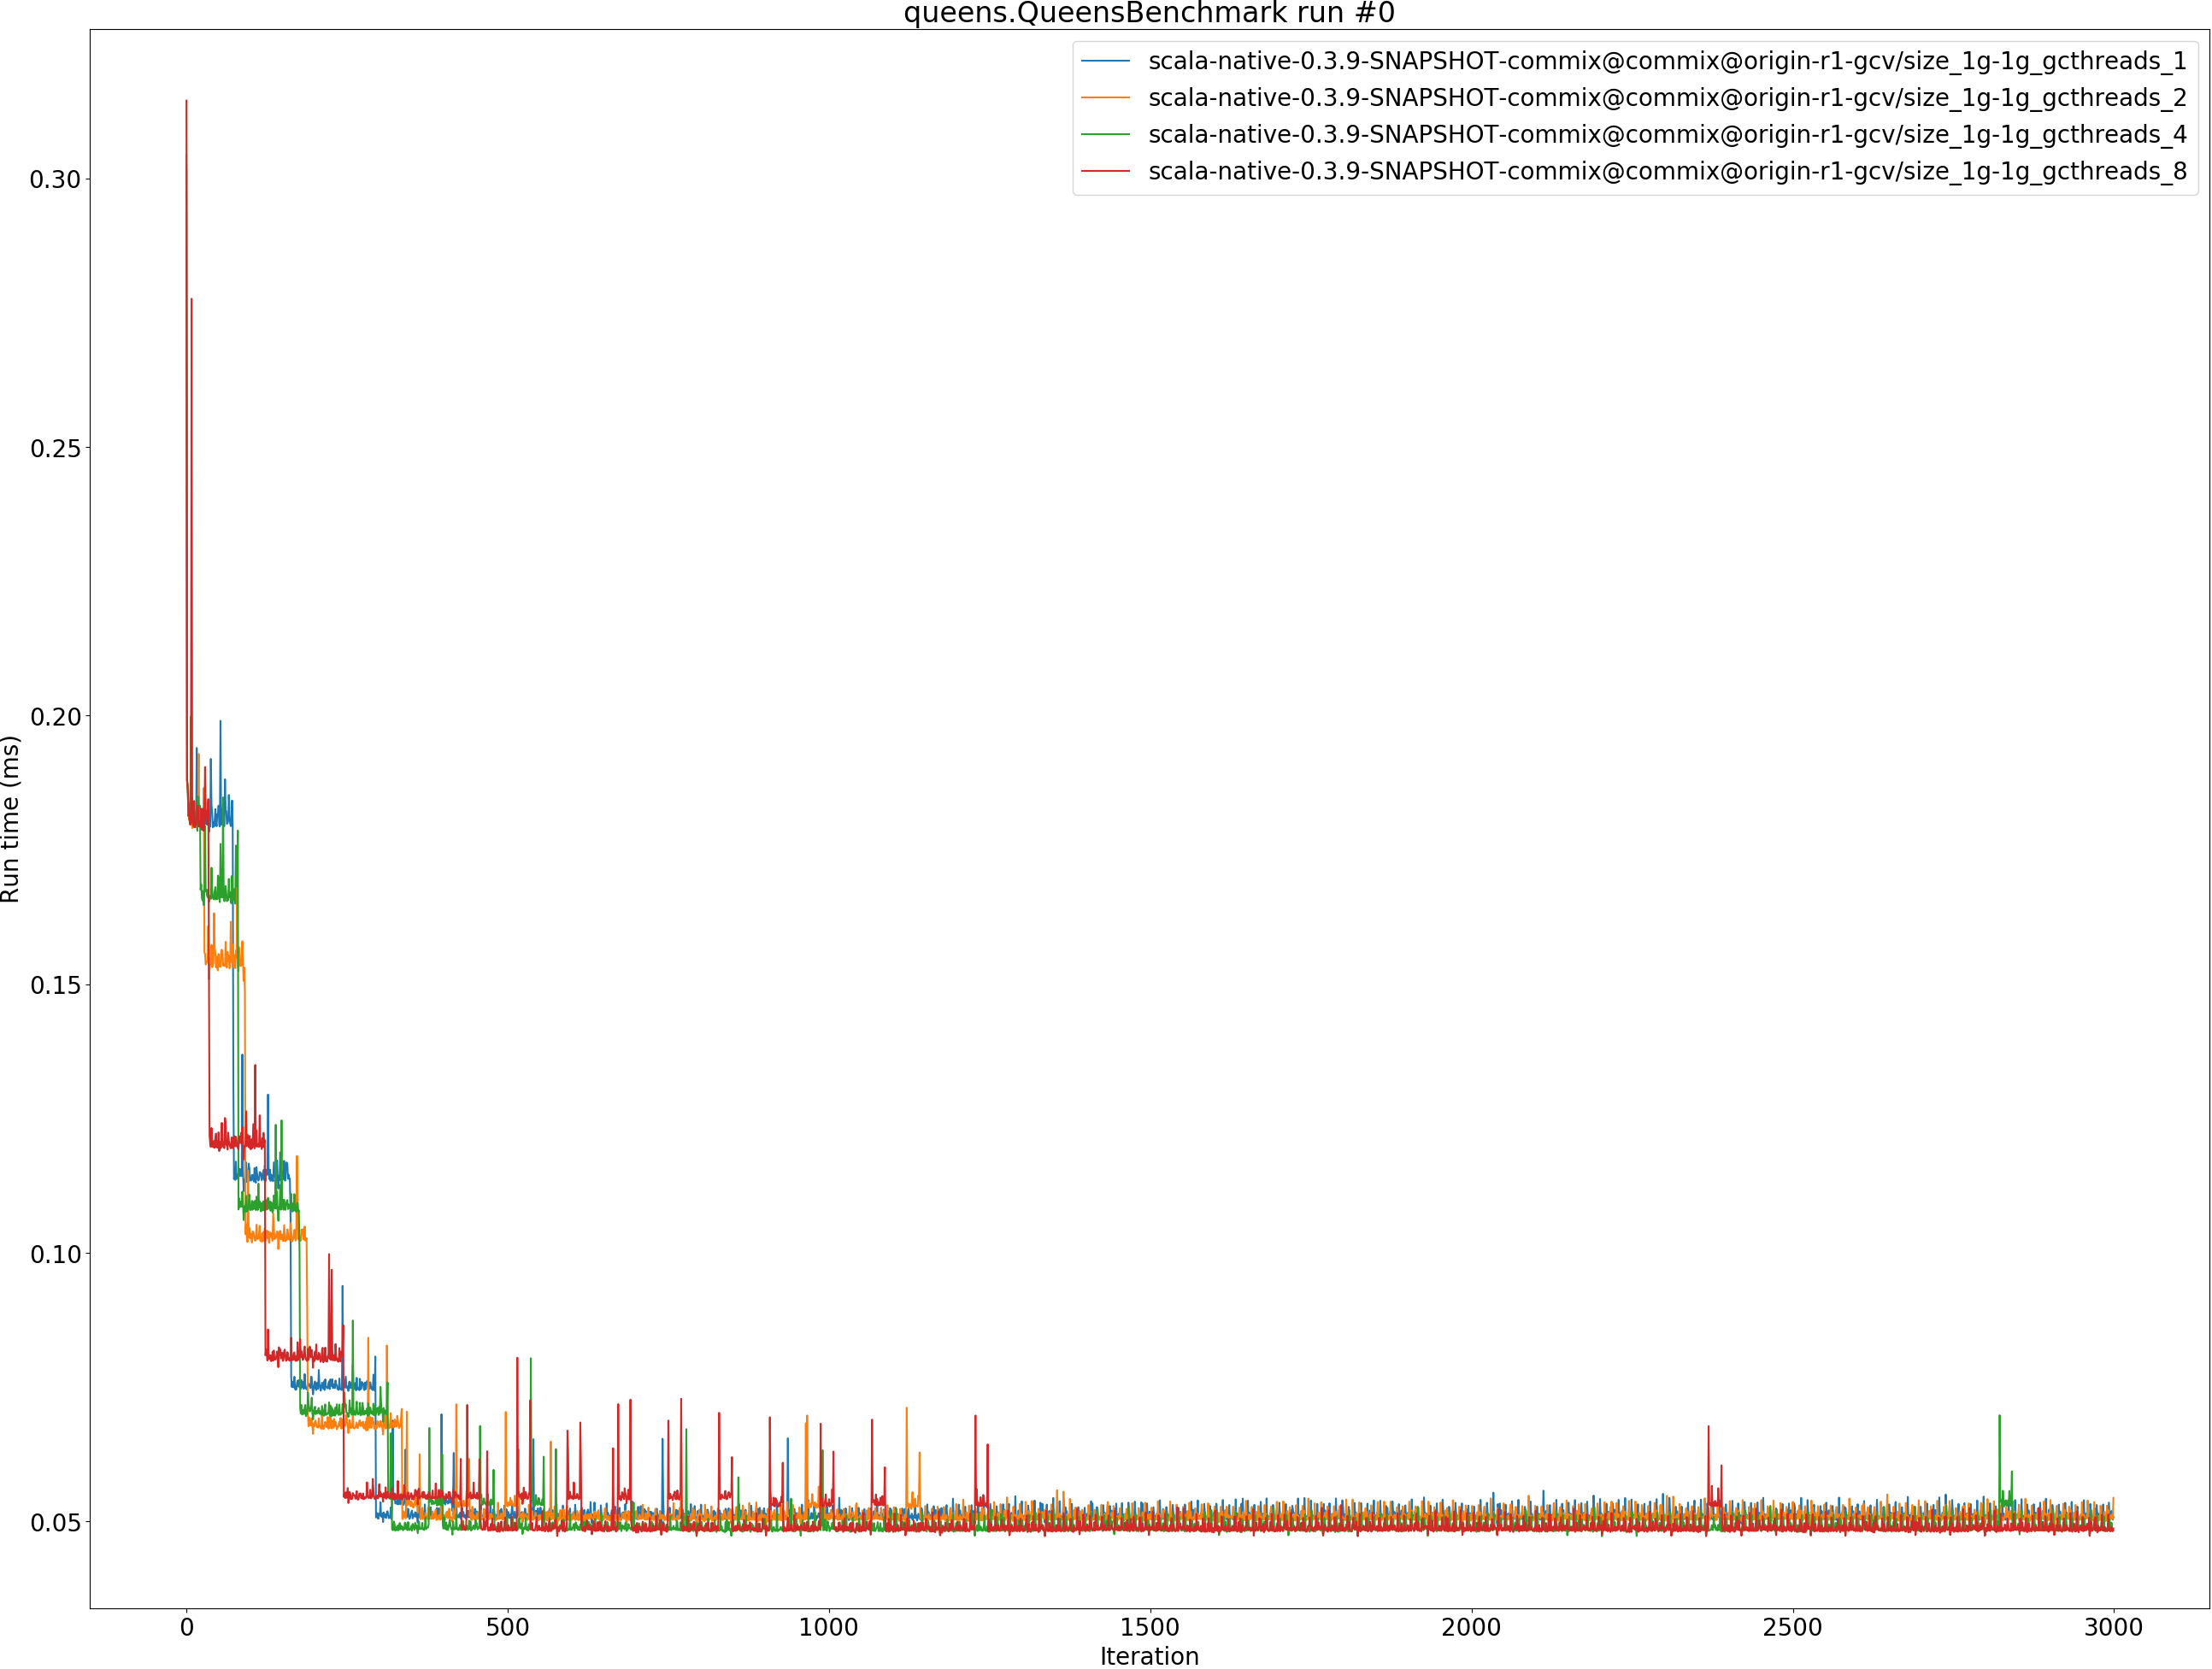 queens.QueensBenchmark run #0
scala-native-0.3.9-SNAPSHOT-commix@commix@origin-r1-gcv/size_1g-1g_gcthreads_1
scala-native-0.3.9-SNAPSHOT-commix@commix@origin-r1-gcv/size_1g-1g_gcthreads_2
scala-native-0.3.9-SNAPSHOT-commix@commix@origin-r1-gcv/size_1g-1g_gcthreads_4
scala-native-0.3.9-SNAPSHOT-commix@commix@origin-r1-gcv/size_1g-1g_gcthreads_8
0.30
0.25
0.20
0.15
0.10
0.05
Run time (ms)
0 500 1000 1500 2000 2500 3000
Iteration